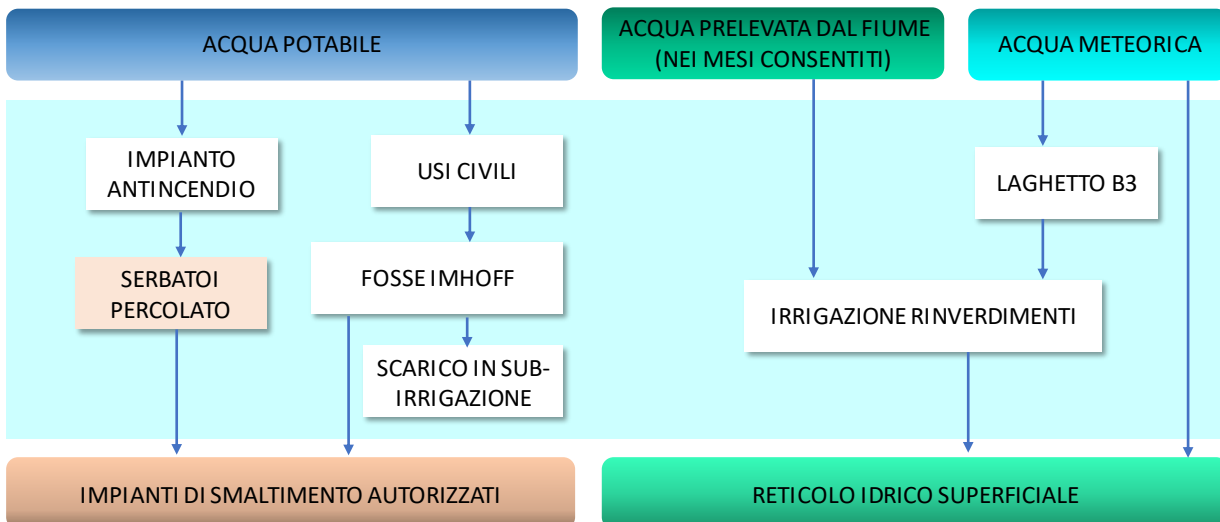 ACQUA POTABILE
ACQUA PRELEVATA DAL FIUME
(NEI MESI CONSENTITI)
ACQUA METEORICA
IMPIANTO
ANTINCENDIO
USI CIVILI
LAGHETTO B3
SERBATOI
PERCOLATO
FOSSE IMHOFF
IRRIGAZIONE RINVERDIMENTI
SCARICO IN SUB-
IRRIGAZIONE
IMPIANTI DI SMALTIMENTO AUTORIZZATI
RETICOLO IDRICO SUPERFICIALE